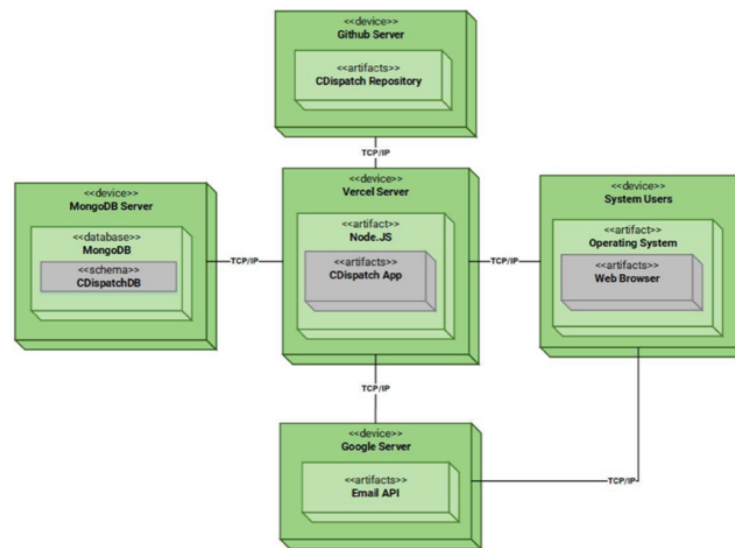 <<device>>
Github Server
<<artifacts>>
CDispatch Repository
TCP/IP
<<device>>
MongoDB Server
<<database>>
MongoDB
<<schema>>
CDispatchDB
TCP/IP
<<device>>
Vercel Server
<<artifact>>
Node.JS
<<artifacts>>
CDispatch App
TCP/IP
<<device>>
System Users
<<artifact>>
Operating System
<<artifacts>>
Web Browser
TCP/IP
<<device>>
Google Server
<<artifacts>>
Email API
TCP/IP